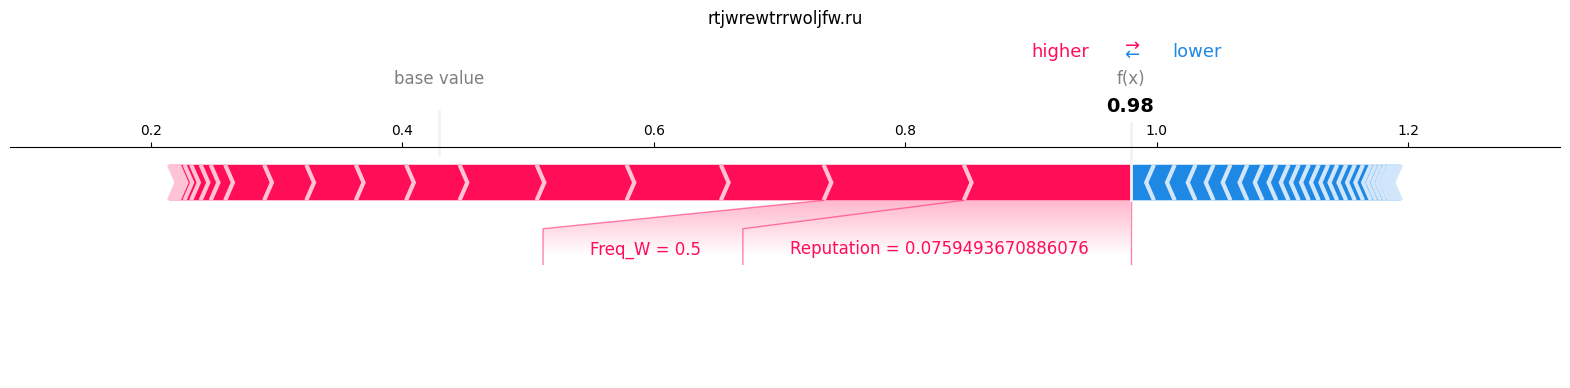 rtjwrewtrrwoljfw.ru
higher → ← lower
base value f(x)
0.98
0.2 0.4 0.6 0.8 1.0 1.2
Freq_W = 0.5 Reputation = 0.0759493670886076